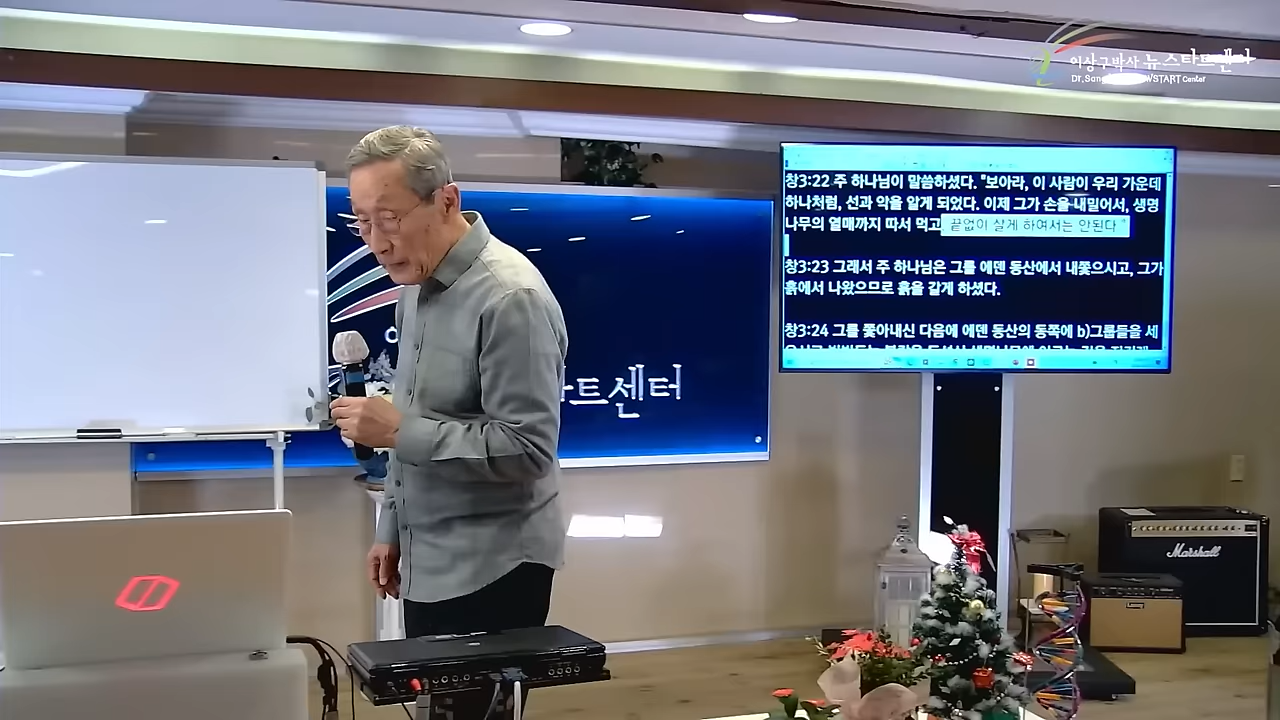 이상구박사 뉴스타트센터
Center
창3:22 주 하나님이 말씀하셨다. "보아라, 이 사람이 우리 가운데
하나처럼, 선과 악을 알게 되었다. 이제 그가 손을 내밀어서, 생명
나무의 열매까지 따서 먹고 끝없이 살게 하여서는 안된다."
창3:23 그래서 주 하나님은 그를 에덴 동산에서 내쫓으시고, 그가
흙에서 나왔으므로 흙을 갈게 하셨다.
창3:24 그를 쫓아내신 다음에 에덴 동산의 동쪽에 b)그룹들을 세
트센터
Marshall
Laney